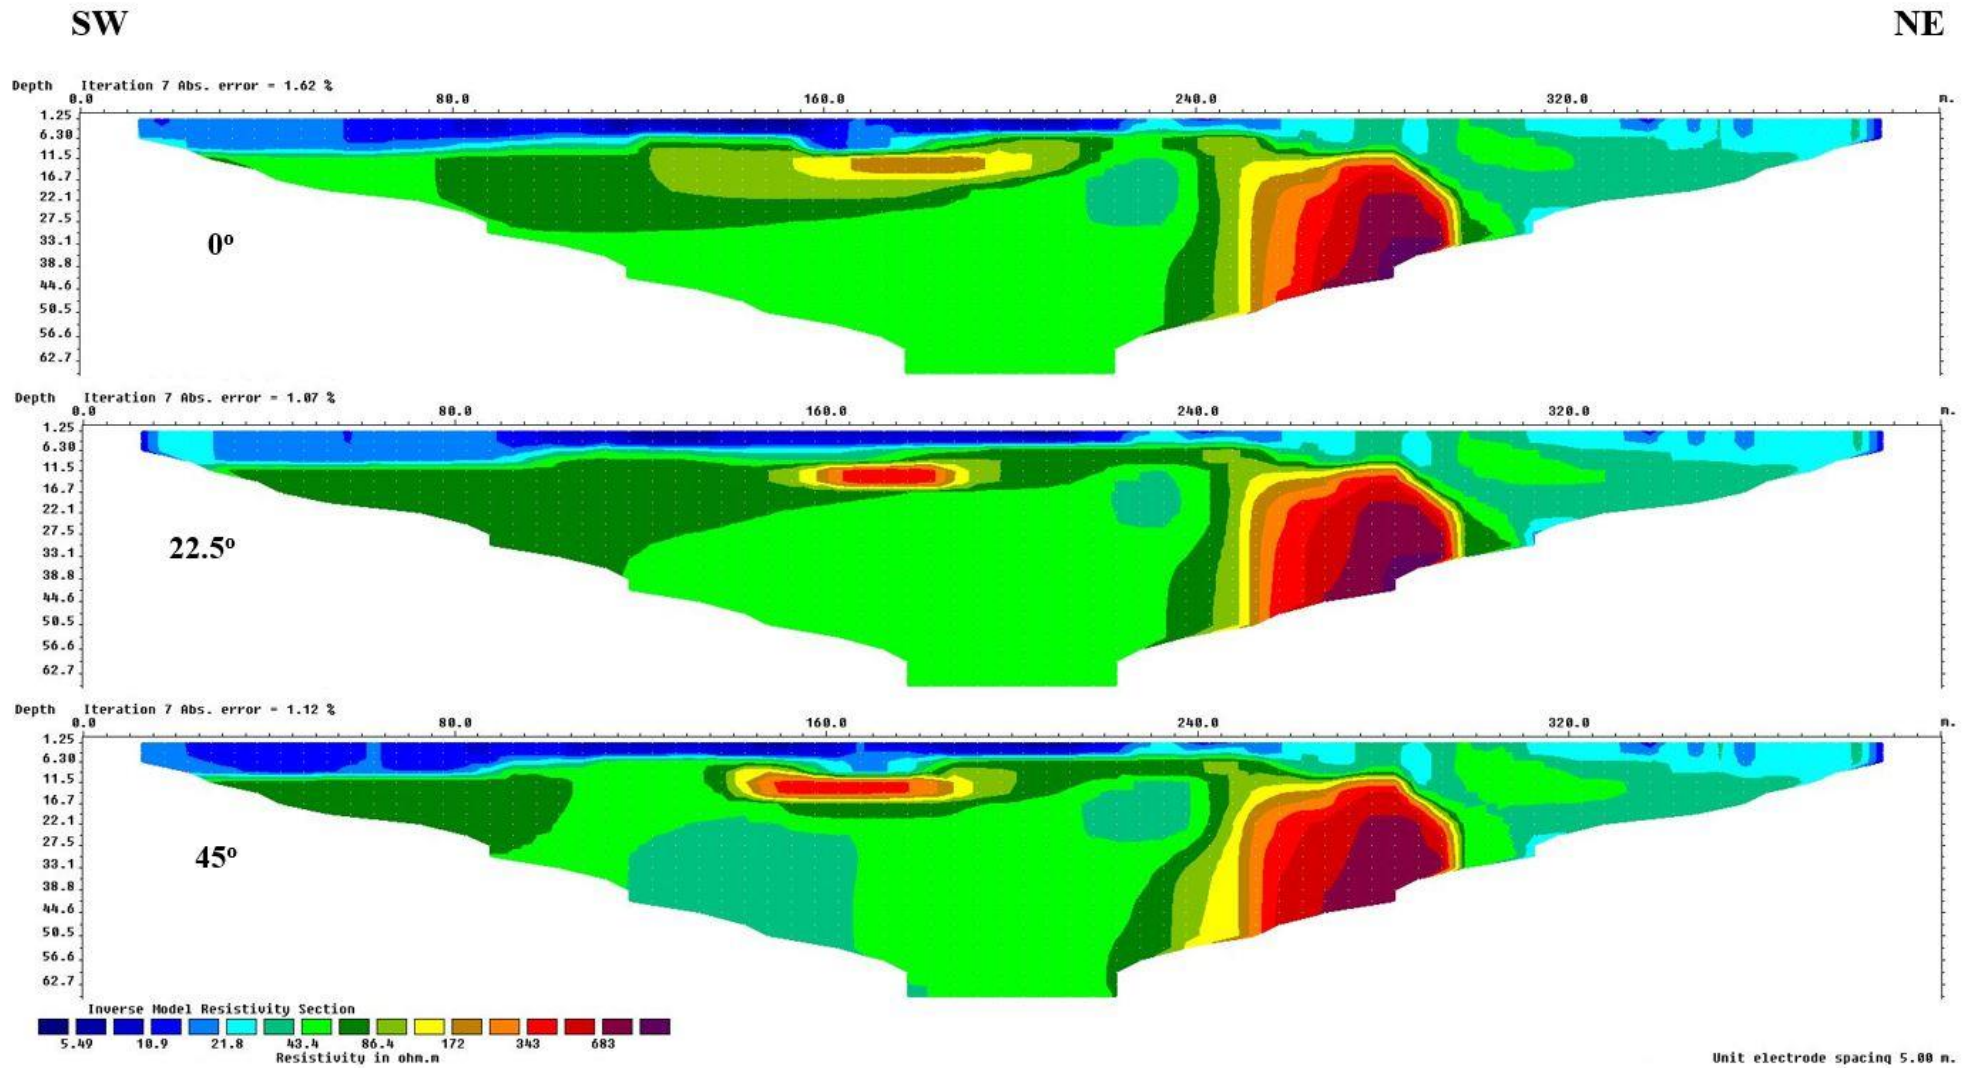 SW NE
Depth Iteration 7 Abs. error = 1.62 %
0.0 80.0 160.0 240.0 320.0 m.
1.25
6.30
11.5
16.7
22.1
27.5
33.1
0º
38.8
44.6
50.5
56.6
62.7
Depth Iteration 7 Abs. error = 1.07 %
0.0 80.0 160.0 240.0 320.0 m.
1.25
6.30
11.5
16.7
22.1
27.5
22.5º
33.1
38.8
44.6
50.5
56.6
62.7
Depth Iteration 7 Abs. error = 1.12 %
0.0 80.0 160.0 240.0 320.0 m.
1.25
6.30
11.5
16.7
22.1
27.5
45º
33.1
38.8
44.6
50.5
56.6
62.7
Inverse Model Resistivity Section
5.49 10.9 21.8 43.4 86.4 172 343 683
Resistivity in ohm.m
Unit electrode spacing 5.00 m.